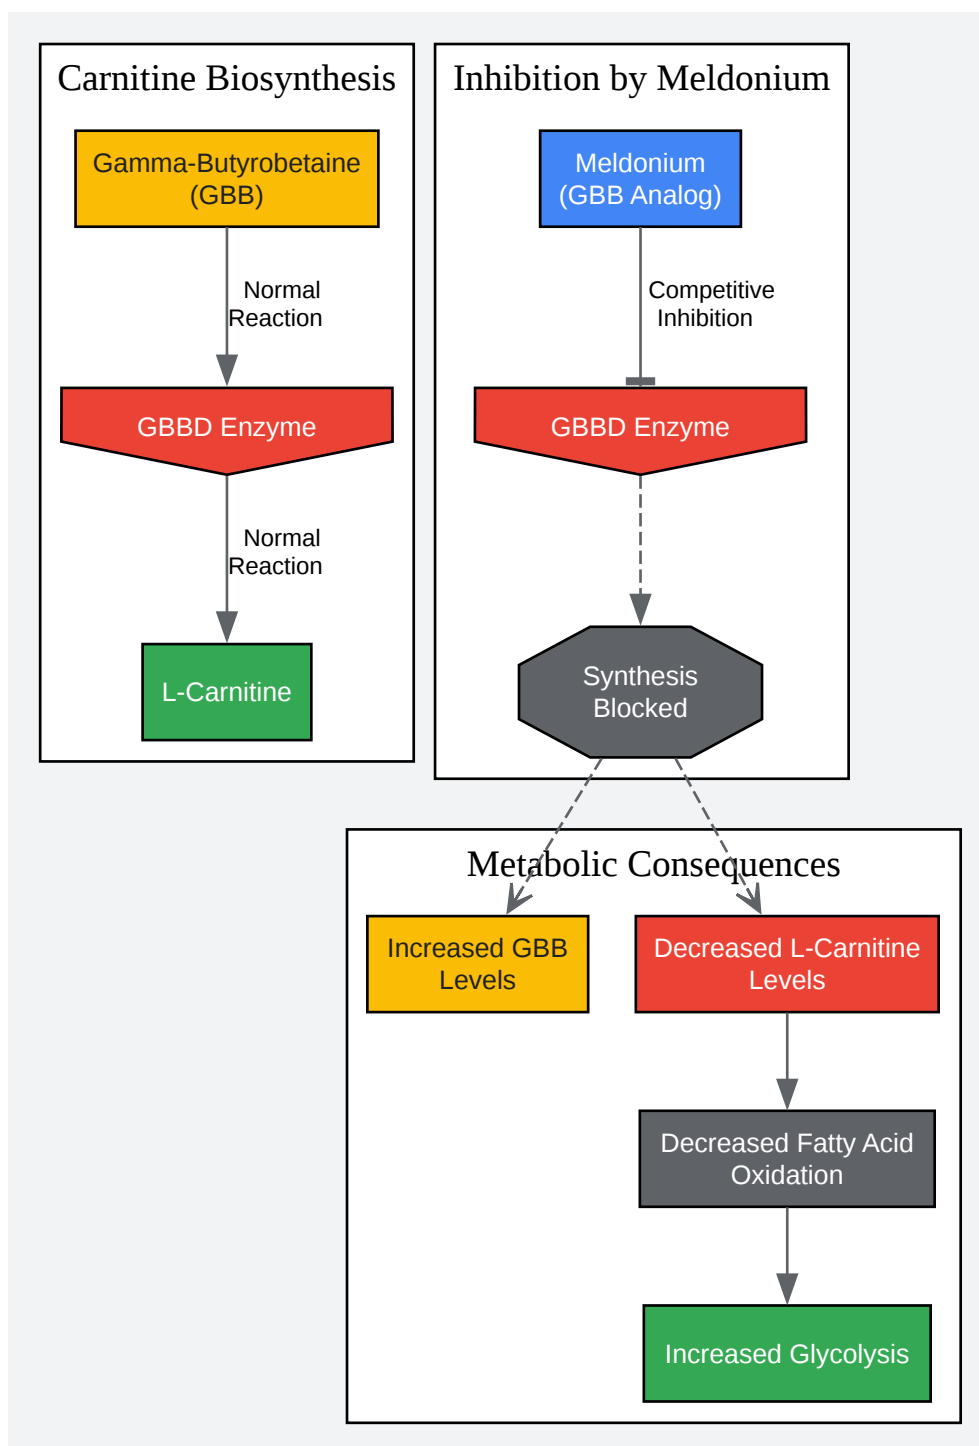 Carnitine Biosynthesis
Gamma-Butyrobetaine
(GBB)
Normal
Reaction
GBBD Enzyme
Normal
Reaction
L-Carnitine
Inhibition by Meldonium
Meldonium
(GBB Analog)
Competitive
Inhibition
GBBD Enzyme
Synthesis
Blocked
Metabolic Consequences
Increased GBB
Levels
Decreased L-Carnitine
Levels
Decreased Fatty Acid
Oxidation
Increased Glycolysis